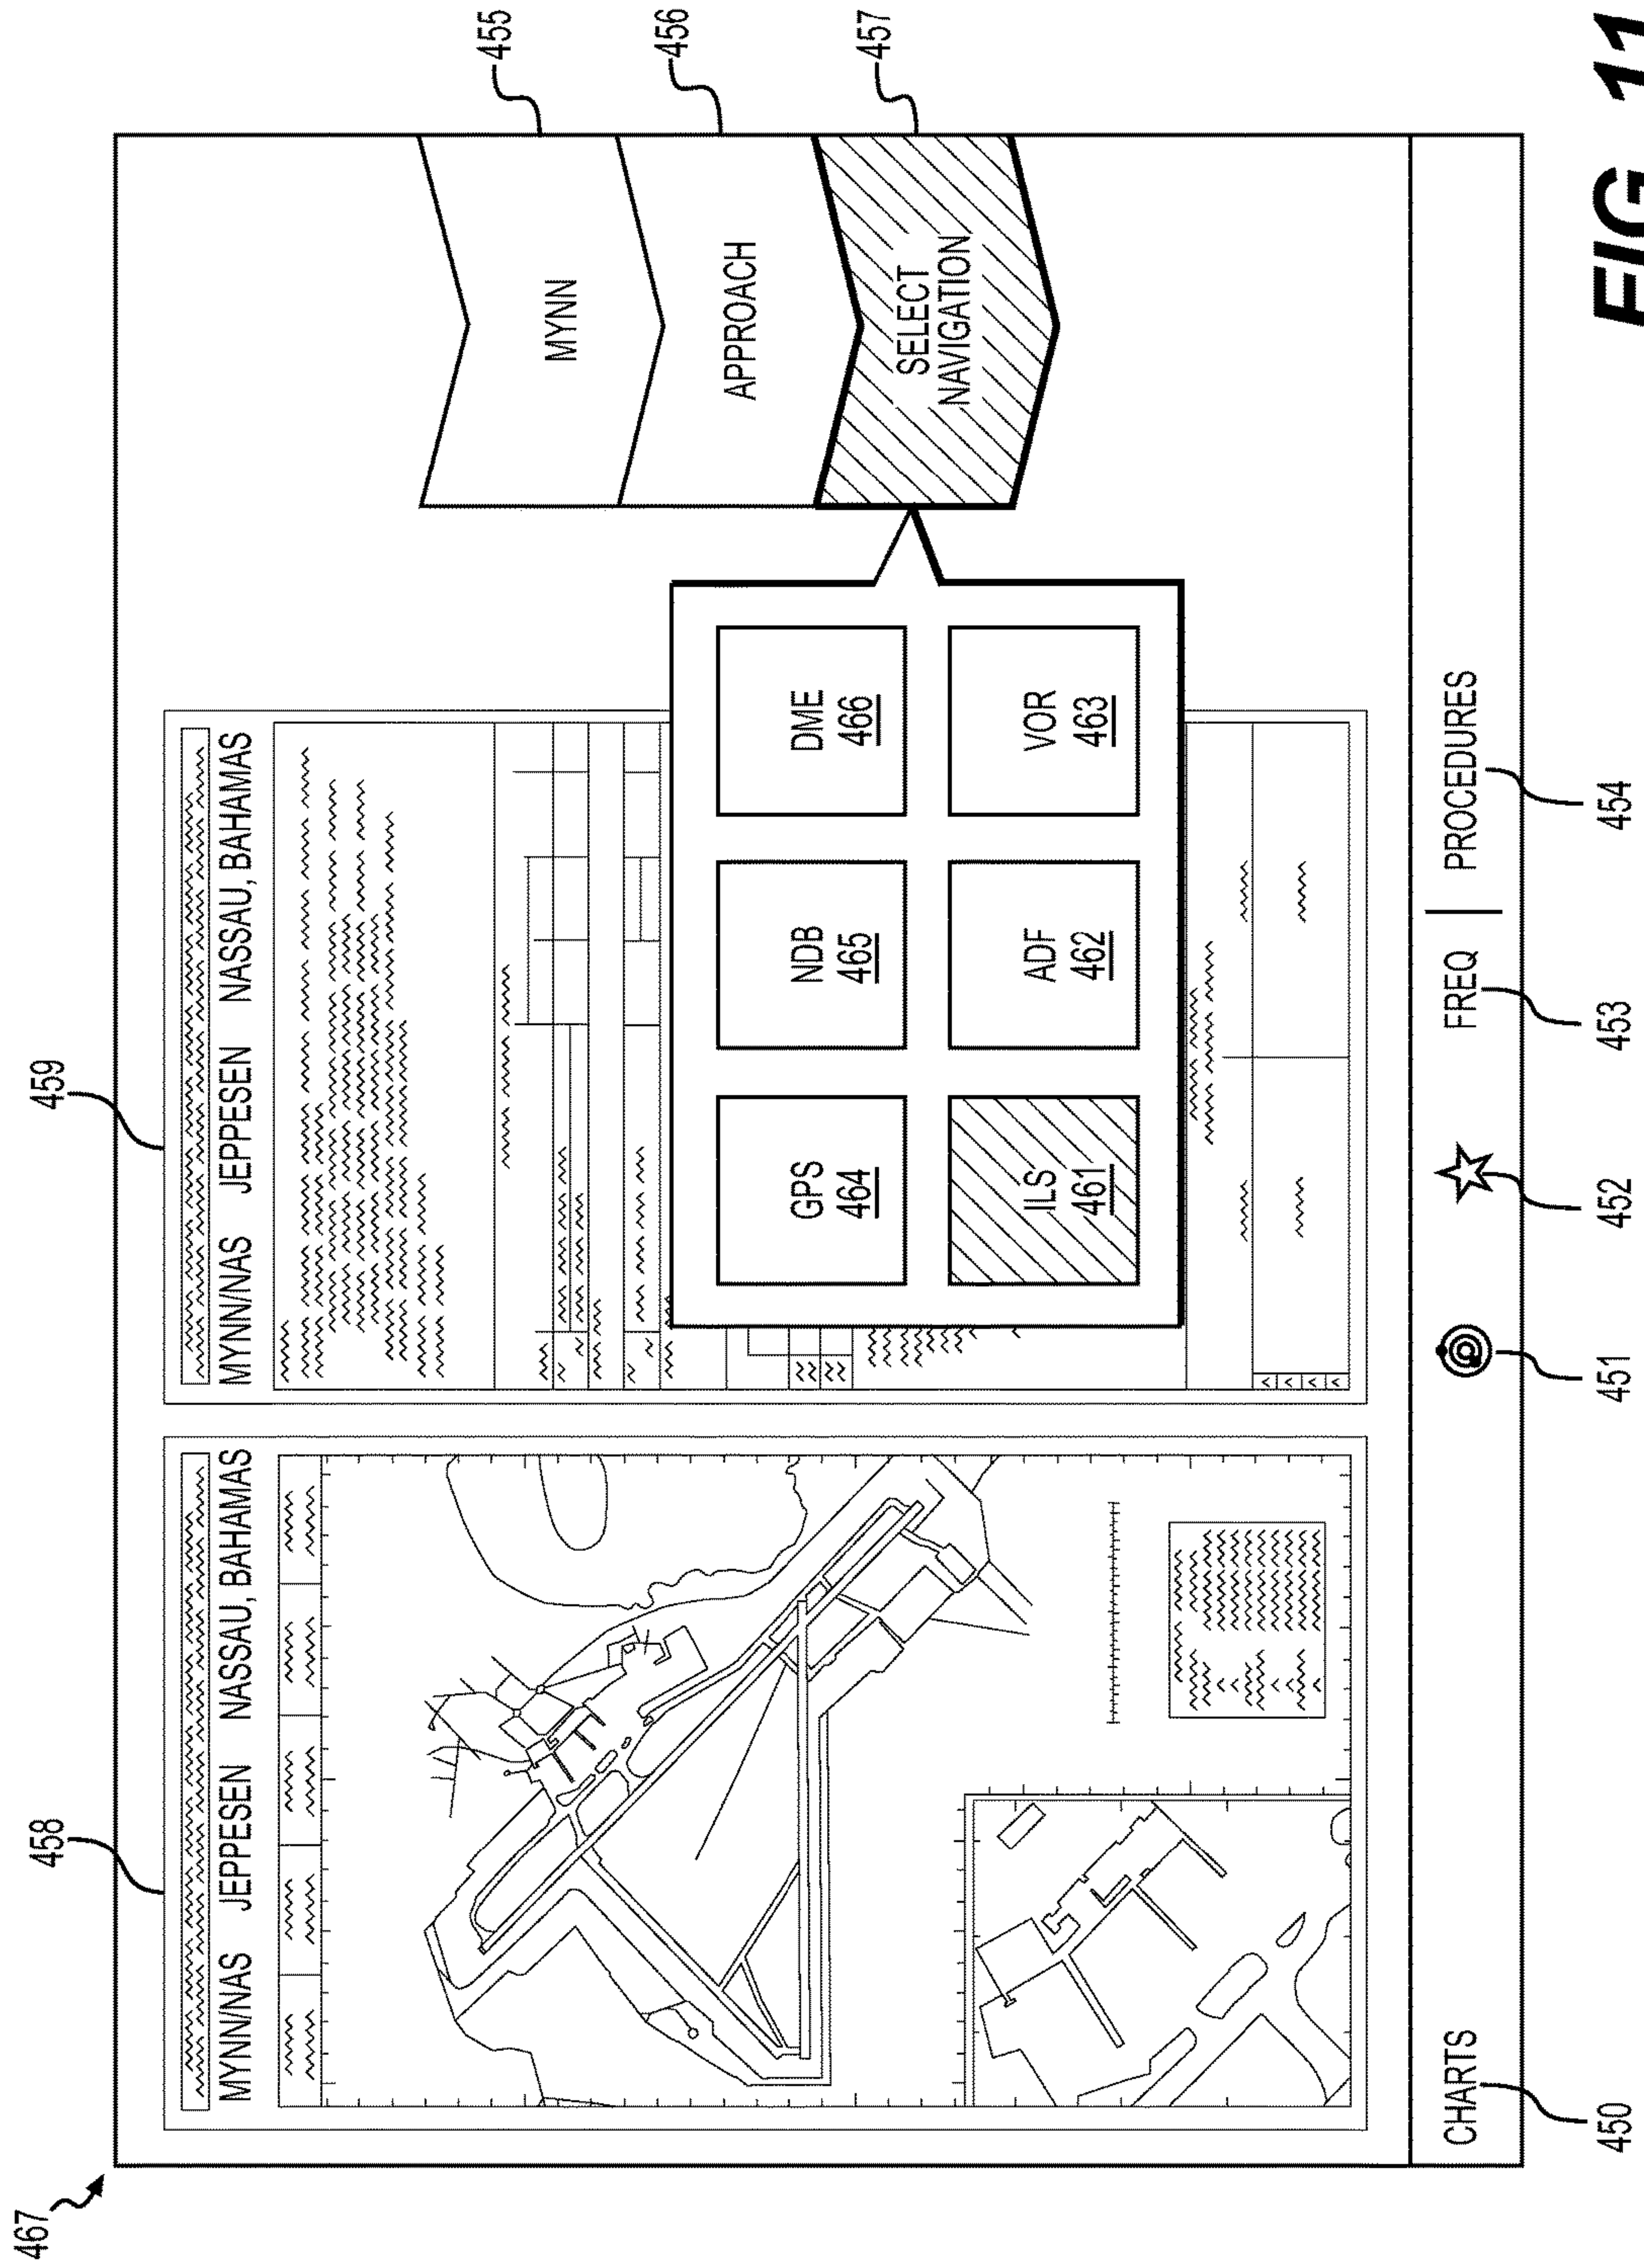 467
458
459
MYNN/NAS JEPPESEN NASSAU, BAHAMAS
MYNN/NAS JEPPESEN NASSAU, BAHAMAS
MYNN
455
APPROACH
456
SELECT
NAVIGATION
457
GPS
464
NDB
465
DME
466
ILS
461
ADF
462
VOR
463
CHARTS
FREQ | PROCEDURES
450
451
452
453
454
FIG. 11